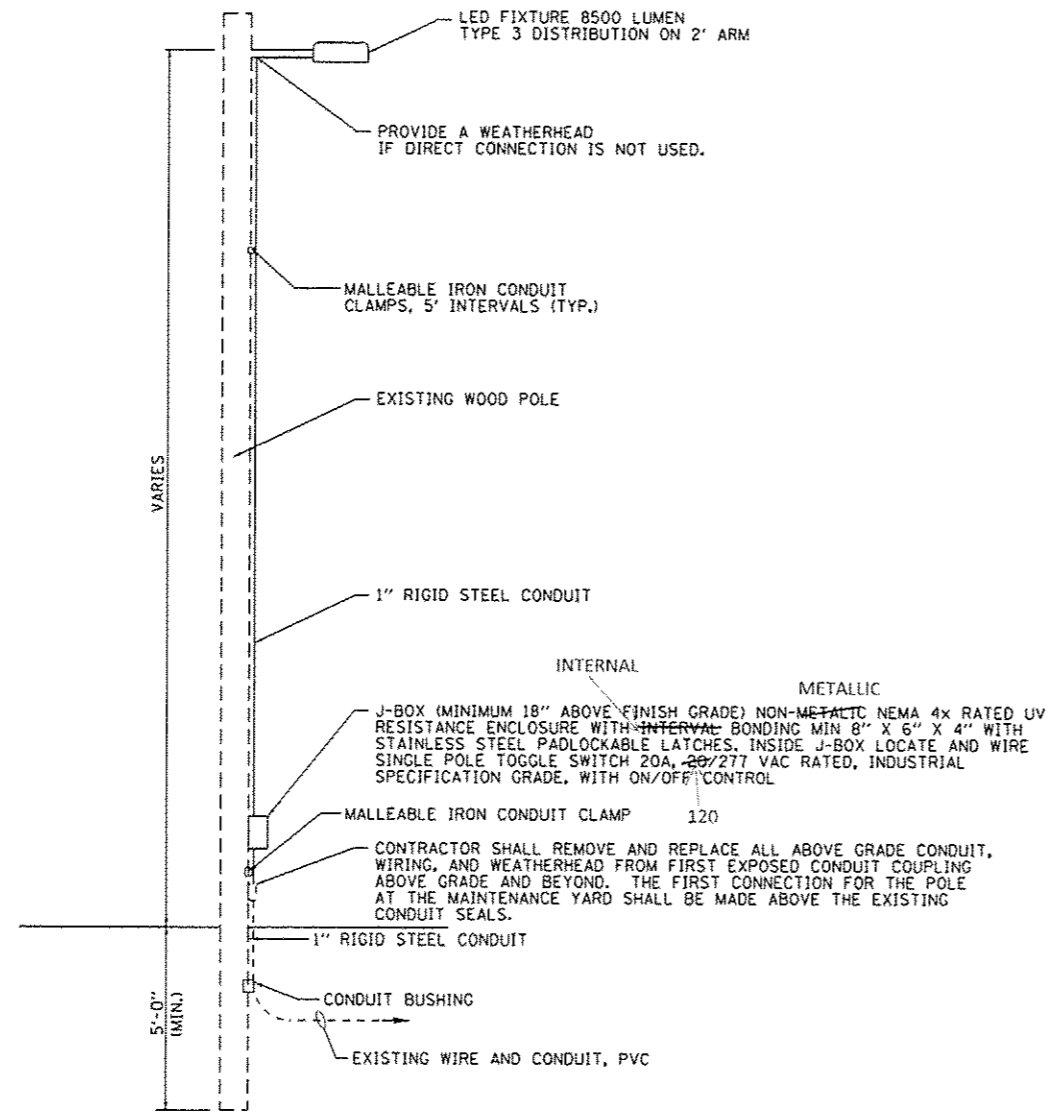 LED FIXTURE 8500 LUMEN
TYPE 3 DISTRIBUTION ON 2' ARM
PROVIDE A WEATHERHEAD
IF DIRECT CONNECTION IS NOT USED.
MALLEABLE IRON CONDUIT
CLAMPS, 5' INTERVALS (TYP.)
EXISTING WOOD POLE
VARIES
1" RIGID STEEL CONDUIT
INTERNAL
METALLIC
J-BOX (MINIMUM 18" ABOVE FINISH GRADE) NON-METALIC NEMA 4x RATED UV
RESISTANCE ENCLOSURE WITH INTERVAL BONDING MIN 8" X 6" X 4" WITH
STAINLESS STEEL PADLOCKABLE LATCHES. INSIDE J-BOX LOCATE AND WIRE
SINGLE POLE TOGGLE SWITCH 20A, 20/277 VAC RATED, INDUSTRIAL
SPECIFICATION GRADE, WITH ON/OFF CONTROL
120
MALLEABLE IRON CONDUIT CLAMP
CONTRACTOR SHALL REMOVE AND REPLACE ALL ABOVE GRADE CONDUIT,
WIRING, AND WEATHERHEAD FROM FIRST EXPOSED CONDUIT COUPLING
ABOVE GRADE AND BEYOND. THE FIRST CONNECTION FOR THE POLE
AT THE MAINTENANCE YARD SHALL BE MADE ABOVE THE EXISTING
CONDUIT SEALS.
1" RIGID STEEL CONDUIT
5'-0"
(MIN.)
CONDUIT BUSHING
EXISTING WIRE AND CONDUIT, PVC